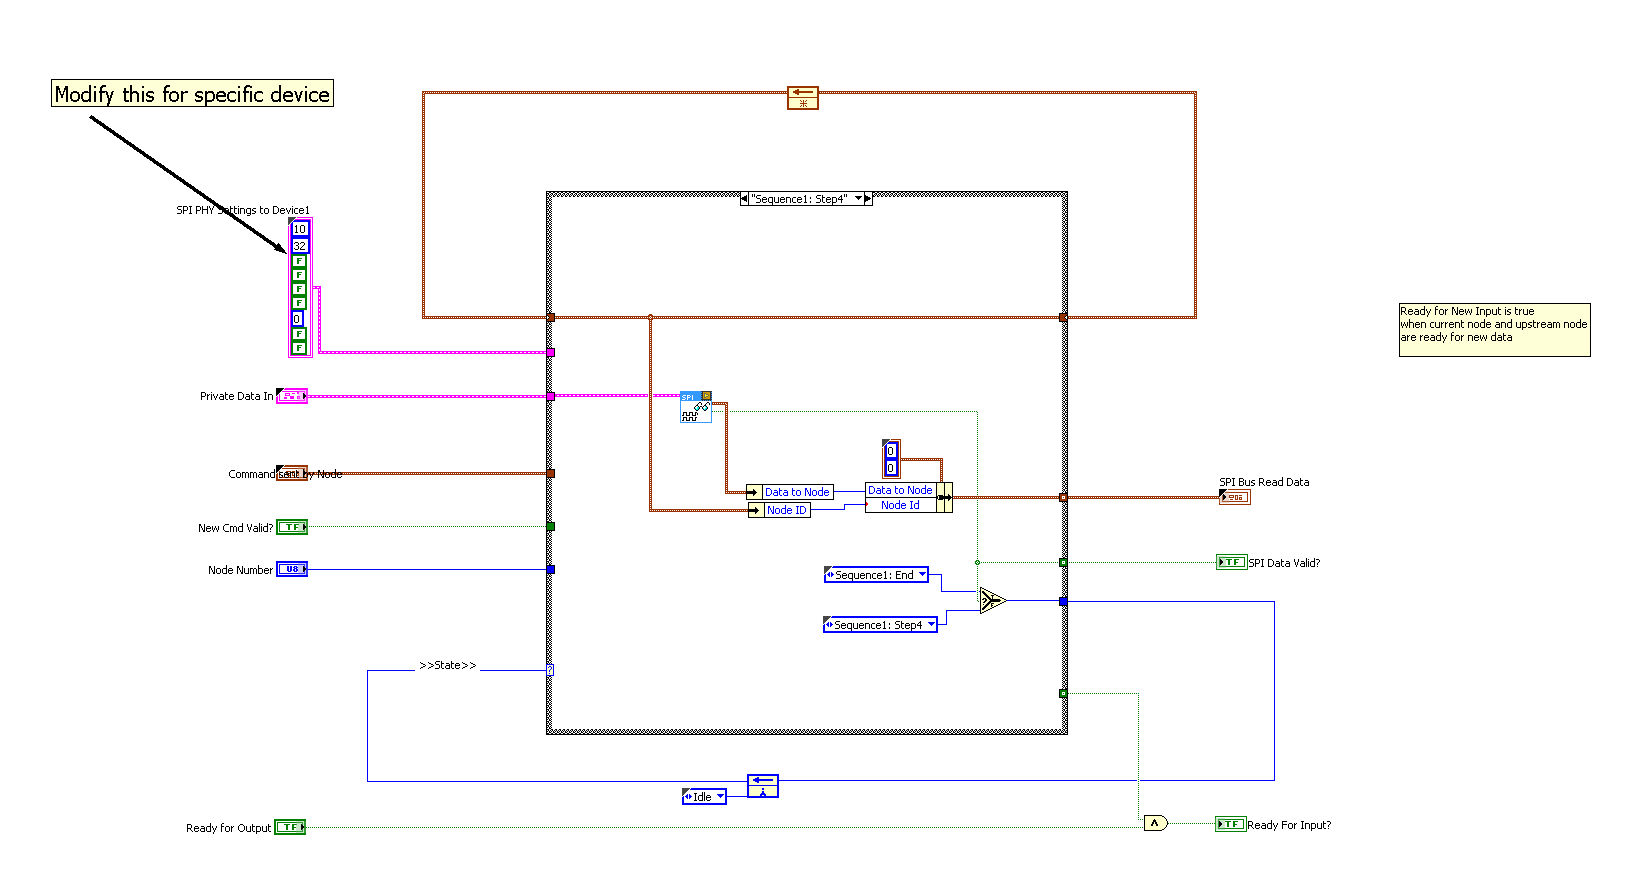 Modify this for specific device
"Sequence1: Step4"
SPI PHY Settings to Device1
10
32
F
F
F
F
0
F
F
Ready for New Input is true
when current node and upstream node
are ready for new data
Private Data In
SPI
0
0
Command sent by Node
SPI Bus Read Data
Data to Node
Data to Node
Node ID
Node Id
New Cmd Valid?
TF
Node Number
U8
TF
SPI Data Valid?
Sequence1: End
?
Sequence1: Step4
>>State>>
?
Idle
Ready for Output
TF
TF
Ready For Input?